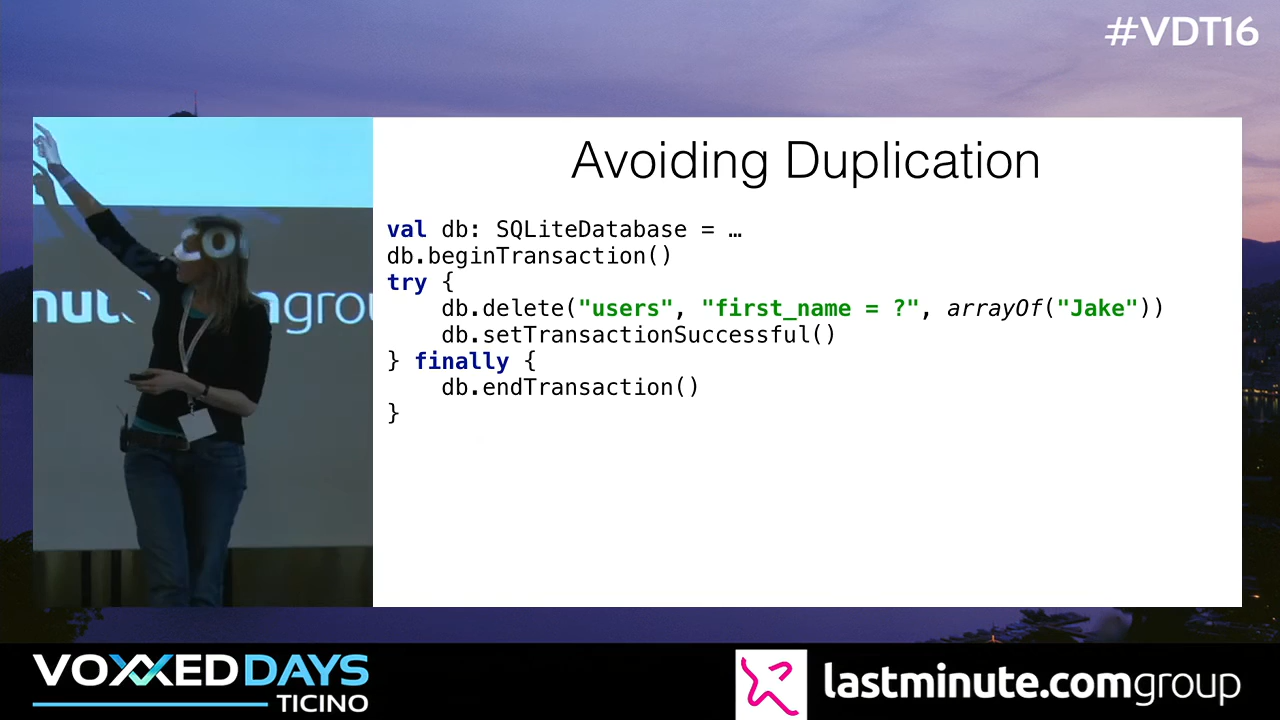 #VDT16
Avoiding Duplication
val db: SQLiteDatabase = …
db.beginTransaction()
try {
    db.delete("users", "first_name = ?", arrayOf("Jake"))
    db.setTransactionSuccessful()
} finally {
    db.endTransaction()
}
VOXXED DAYS
TICINO
lastminute.comgroup